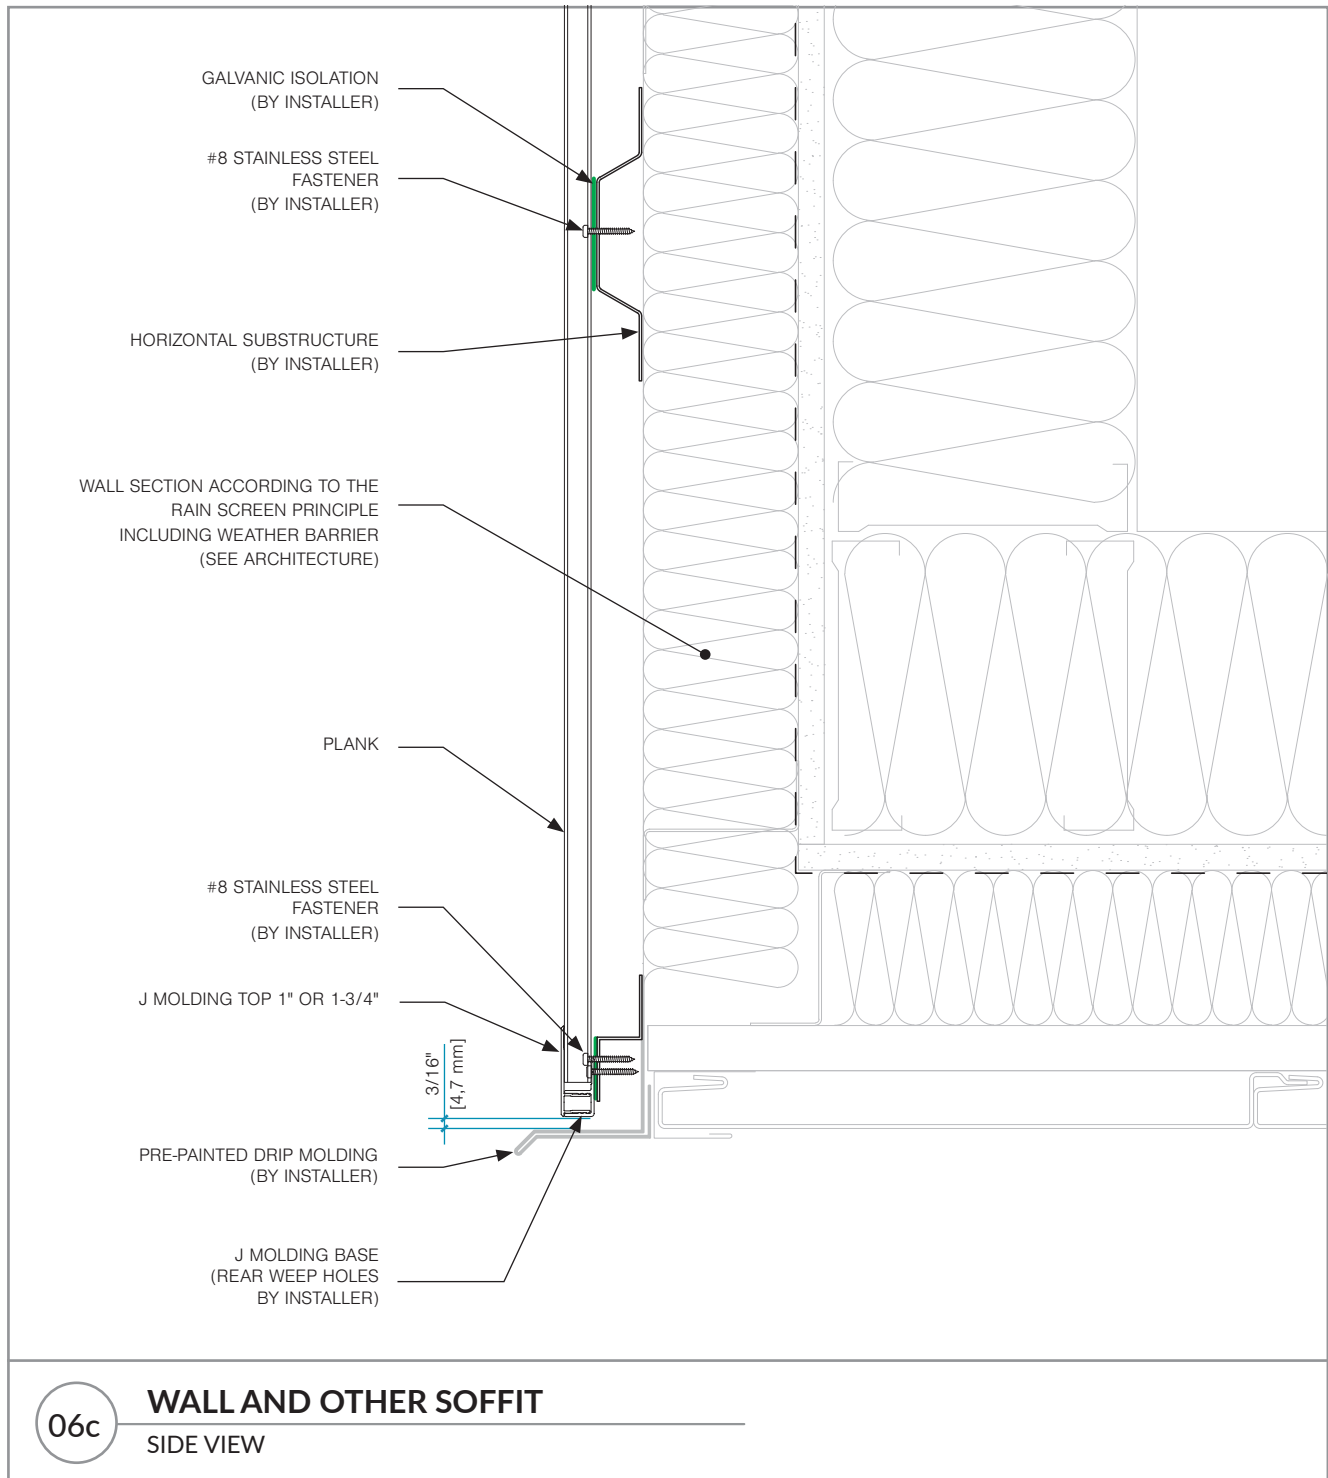 GALVANIC ISOLATION
(BY INSTALLER)
#8 STAINLESS STEEL
FASTENER
(BY INSTALLER)
HORIZONTAL SUBSTRUCTURE
(BY INSTALLER)
WALL SECTION ACCORDING TO THE
RAIN SCREEN PRINCIPLE
INCLUDING WEATHER BARRIER
(SEE ARCHITECTURE)
PLANK
#8 STAINLESS STEEL
FASTENER
(BY INSTALLER)
J MOLDING TOP 1" OR 1-3/4"
3/16"
[4,7 mm]
PRE-PAINTED DRIP MOLDING
(BY INSTALLER)
J MOLDING BASE
(REAR WEEP HOLES
BY INSTALLER)
06c
WALL AND OTHER SOFFIT
SIDE VIEW